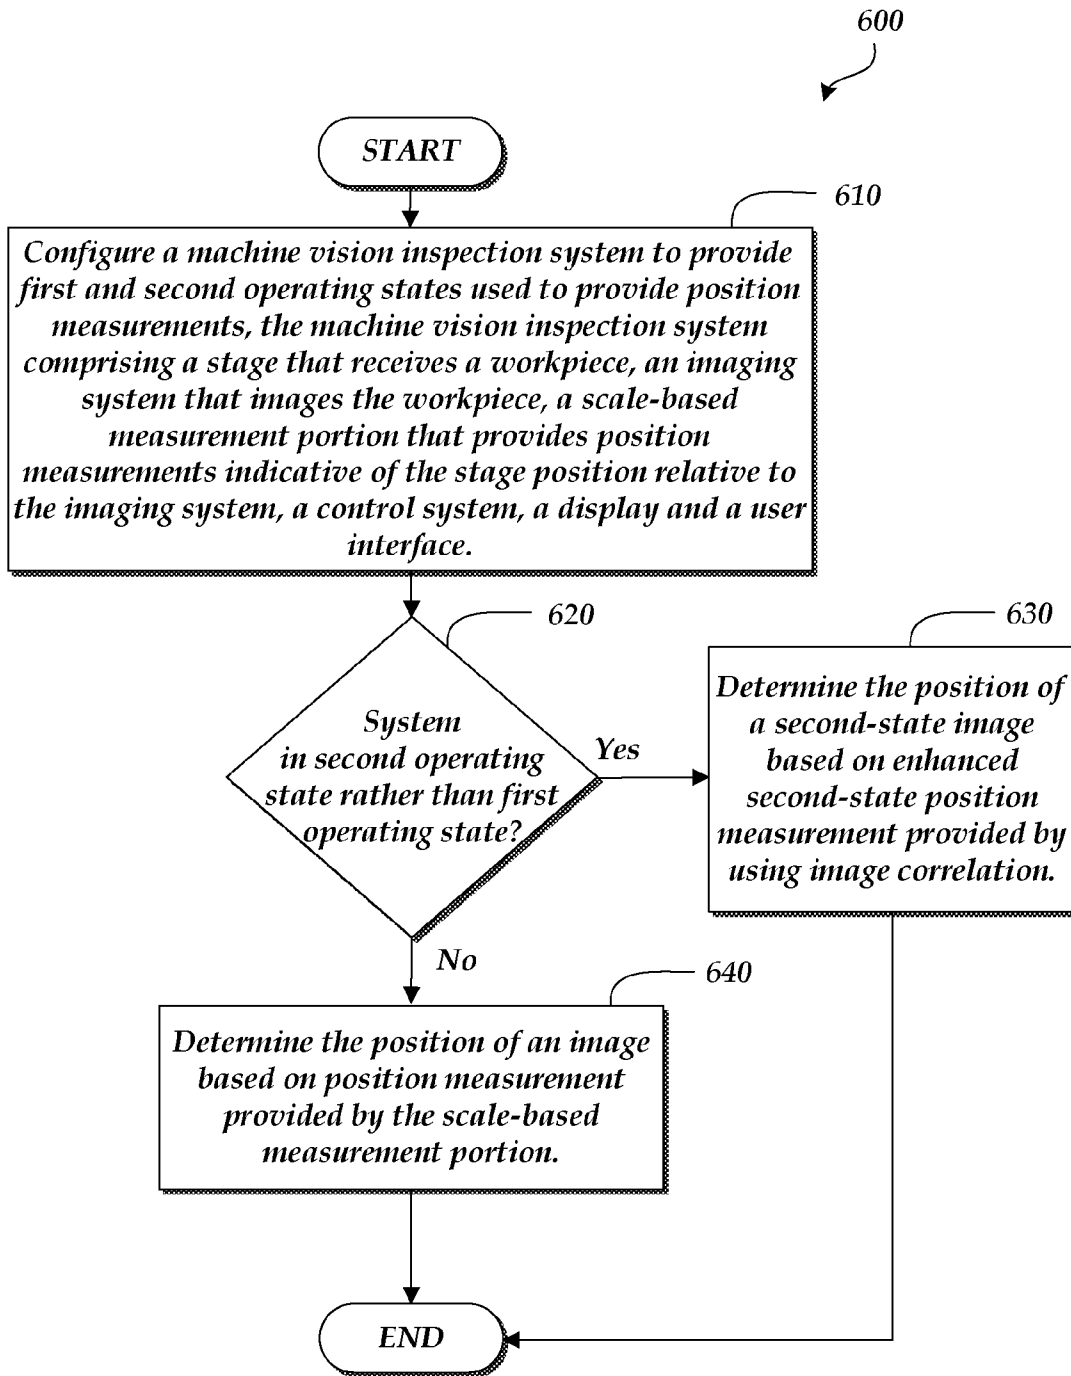 600
START
610
Configure a machine vision inspection system to provide
first and second operating states used to provide position
measurements, the machine vision inspection system
comprising a stage that receives a workpiece, an imaging
system that images the workpiece, a scale-based
measurement portion that provides position
measurements indicative of the stage position relative to
the imaging system, a control system, a display and a user
interface.
620
System
in second operating
state rather than first
operating state?
Yes
630
Determine the position of
a second-state image
based on enhanced
second-state position
measurement provided by
using image correlation.
No
640
Determine the position of an image
based on position measurement
provided by the scale-based
measurement portion.
END